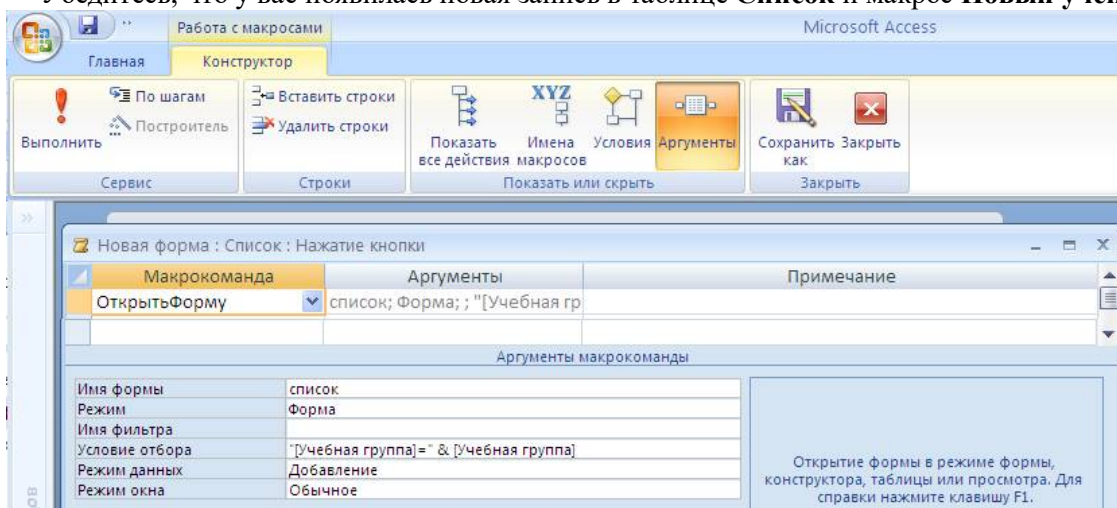 Убедитесь, что у вас появилась новая запись в таблице Список и макрос Новый
Работа с макросами
Microsoft Access
Главная
Конструктор
Выполнить
По шагам
Построитель
Вставить строки
Удалить строки
Показать все действия
XYZ
Имена макросов
Условия
Аргументы
Сохранить как
Закрыть
Сервис
Строки
Показать или скрыть
Закрыть
Новая форма : Список : Нажатие кнопки
Макрокоманда Аргументы Примечание
ОткрытьФорму список; Форма; ; "[Учебная гр
Аргументы макрокоманды
Имя формы список
Режим Форма
Имя фильтра
Условие отбора "[Учебная группа]=" & [Учебная группа]
Режим данных Добавление
Режим окна Обычное
Открытие формы в режиме формы,
конструктора, таблицы или просмотра. Для
справки нажмите клавишу F1.